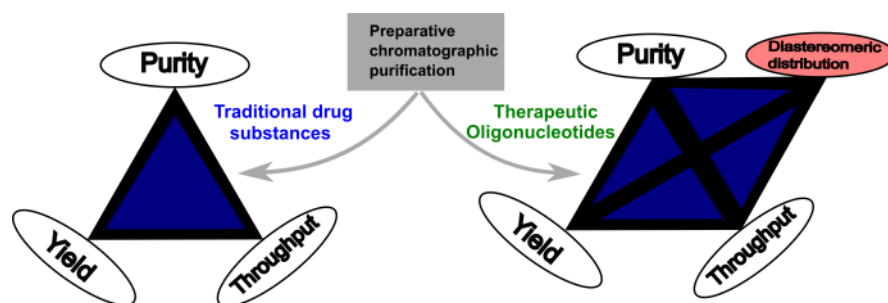 Preparative
chromatographic
purification
Purity
Traditional drug
substances
Yield
Throughput
Therapeutic
Oligonucleotides
Purity
Diastereomeric
distribution
Yield
Throughput